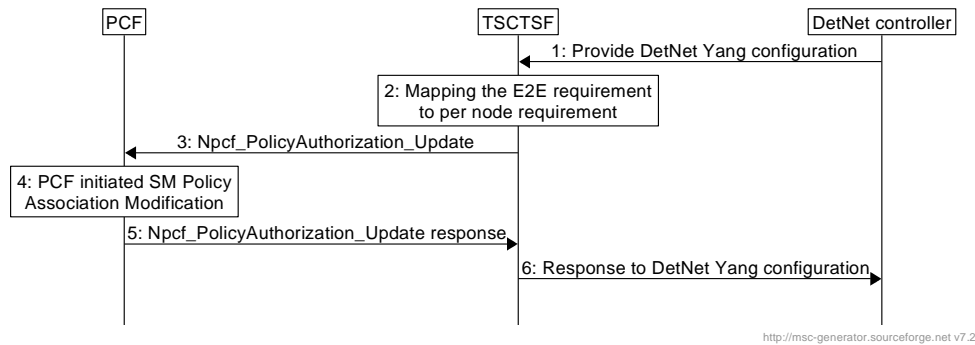 PCF
TSCTSF
DetNet controller
1: Provide DetNet Yang configuration
2: Mapping the E2E requirement
to per node requirement
3: Npcf_PolicyAuthorization_Update
4: PCF initiated SM Policy
Association Modification
5: Npcf_PolicyAuthorization_Update response
6: Response to DetNet Yang configuration
http://msc-generator.sourceforge.net v7.2